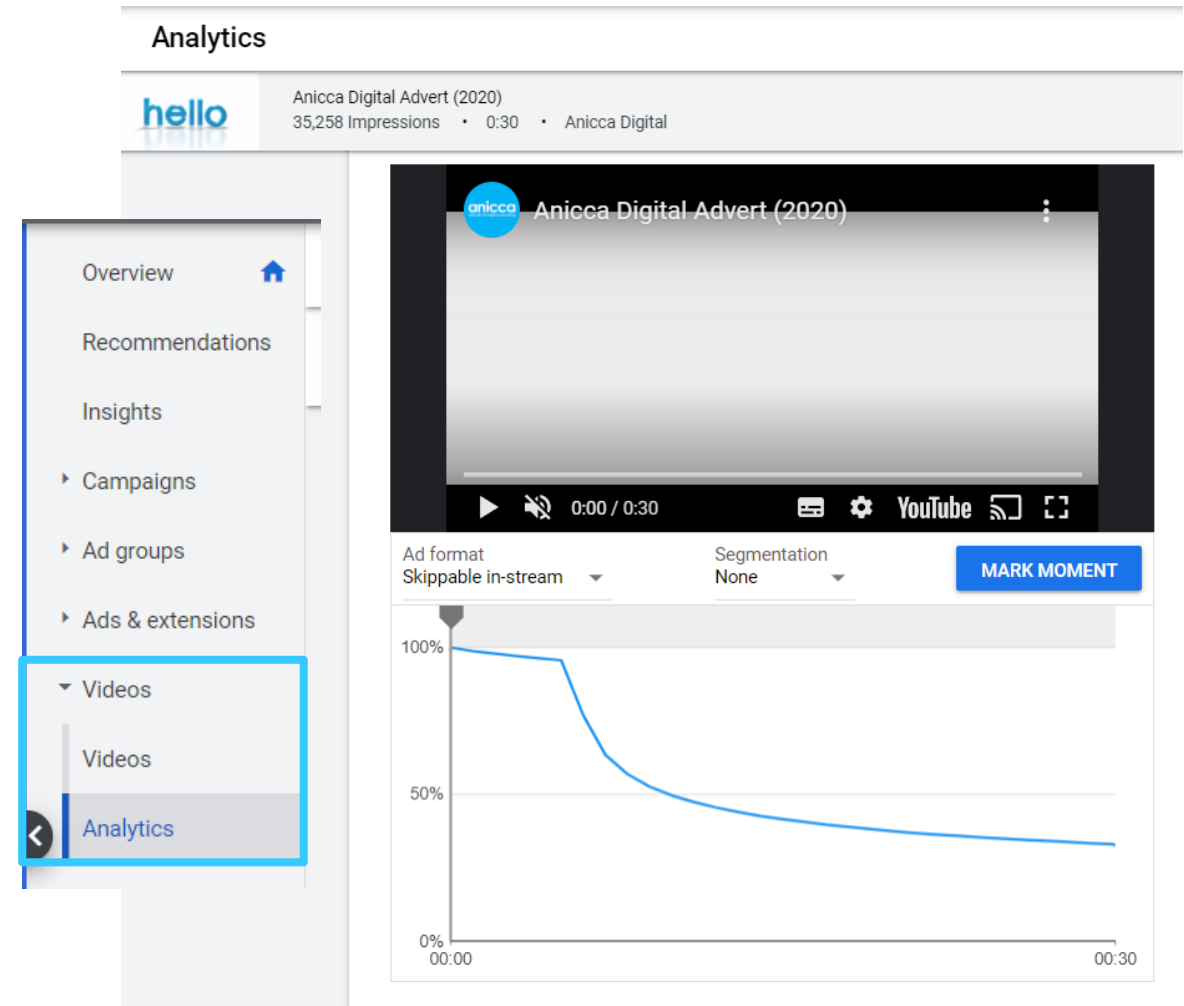 Analytics
hello
Anicca Digital Advert (2020)
35,258 Impressions • 0:30 • Anicca Digital
Overview
Recommendations
Insights
Campaigns
Ad groups
Ads & extensions
Videos
Videos
Analytics
anicca
Anicca Digital Advert (2020)
0:00 / 0:30
YouTube
Ad format
Skippable in-stream
Segmentation
None
MARK MOMENT
100%
50%
0%
00:00
00:30